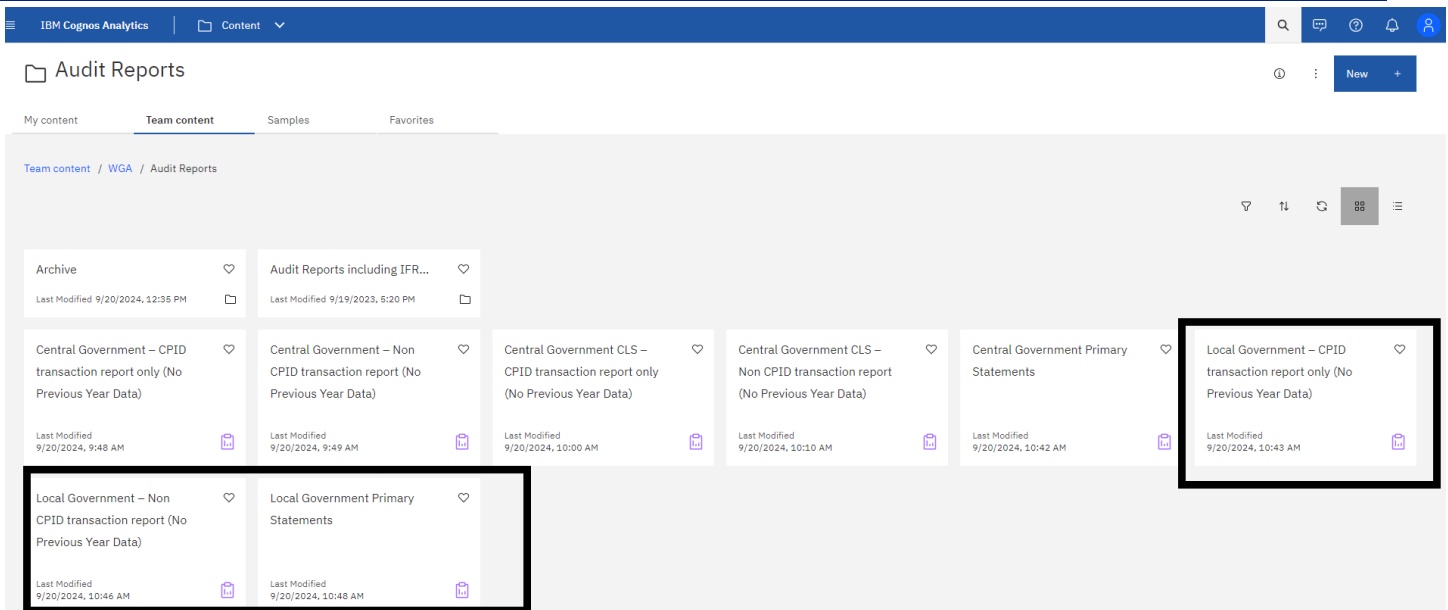 IBM Cognos Analytics
Content
Audit Reports
New +
My content
Team content
Samples
Favorites
Team content / WGA / Audit Reports
Archive
Last Modified 9/20/2024, 12:35 PM
Audit Reports including IFR...
Last Modified 9/19/2023, 5:20 PM
Central Government – CPID
transaction report only (No
Previous Year Data)
Last Modified
9/20/2024, 9:48 AM
Central Government – Non
CPID transaction report (No
Previous Year Data)
Last Modified
9/20/2024, 9:49 AM
Central Government CLS –
CPID transaction report only
(No Previous Year Data)
Last Modified
9/20/2024, 10:00 AM
Central Government CLS –
Non CPID transaction report
(No Previous Year Data)
Last Modified
9/20/2024, 10:10 AM
Central Government Primary
Statements
Last Modified
9/20/2024, 10:42 AM
Local Government – CPID
transaction report only (No
Previous Year Data)
Last Modified
9/20/2024, 10:43 AM
Local Government – Non
CPID transaction report (No
Previous Year Data)
Last Modified
9/20/2024, 10:46 AM
Local Government Primary
Statements
Last Modified
9/20/2024, 10:48 AM